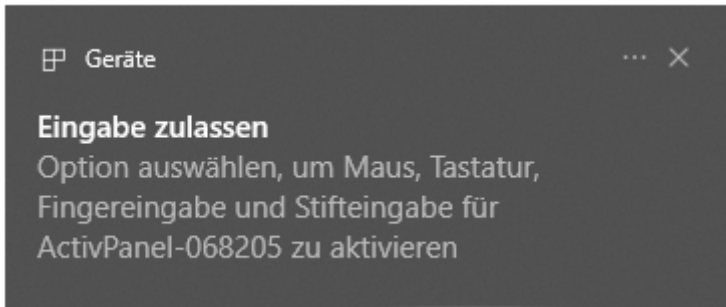 Geräte
Eingabe zulassen
Option auswählen, um Maus, Tastatur,
Fingereingabe und Stifteingabe für
ActivPanel-068205 zu aktivieren